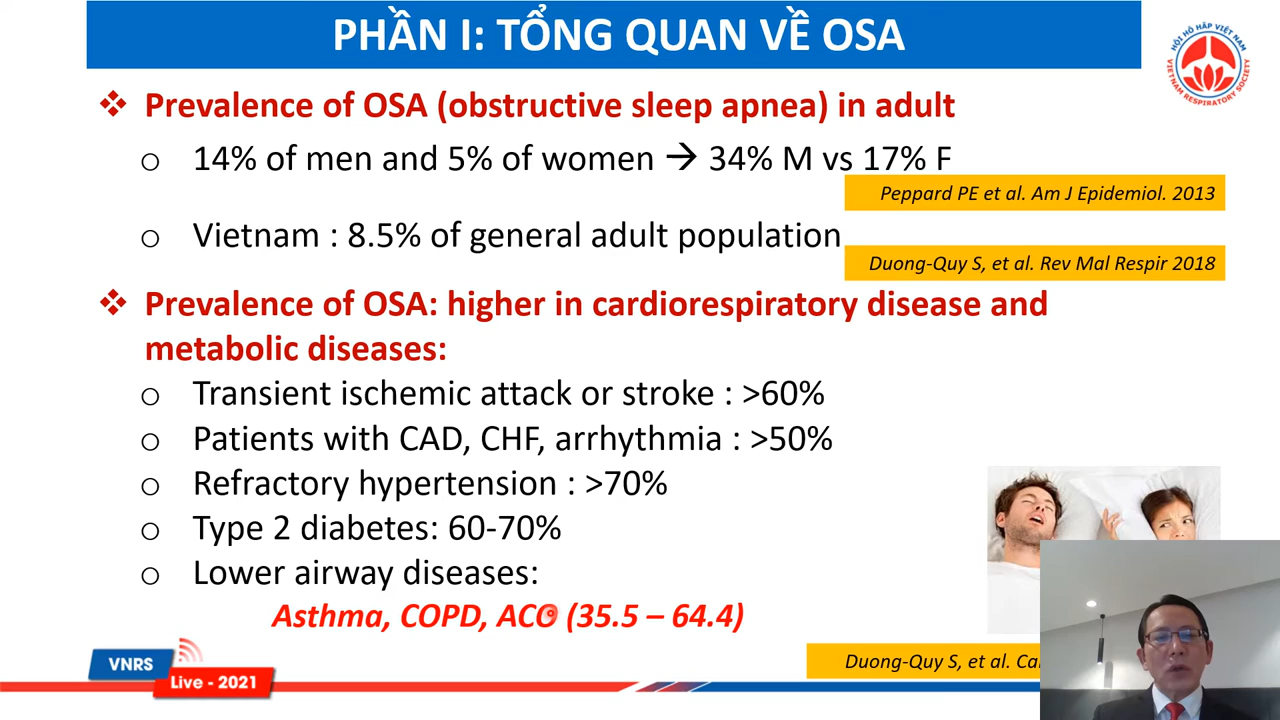 PHẦN I: TỔNG QUAN VỀ OSA
HỘI HÔ HẤP VIỆT NAM
VIETNAM RESPIRATORY SOCIETY
❖ Prevalence of OSA (obstructive sleep apnea) in adult
o 14% of men and 5% of women → 34% M vs 17% F
Peppard PE et al. Am J Epidemiol. 2013
o Vietnam : 8.5% of general adult population
Duong-Quy S, et al. Rev Mal Respir 2018
❖ Prevalence of OSA: higher in cardiorespiratory disease and
metabolic diseases:
o Transient ischemic attack or stroke : >60%
o Patients with CAD, CHF, arrhythmia : >50%
o Refractory hypertension : >70%
o Type 2 diabetes: 60-70%
o Lower airway diseases:
Asthma, COPD, ACO (35.5 – 64.4)
Duong-Quy S, et al.
VNRS
Live - 2021